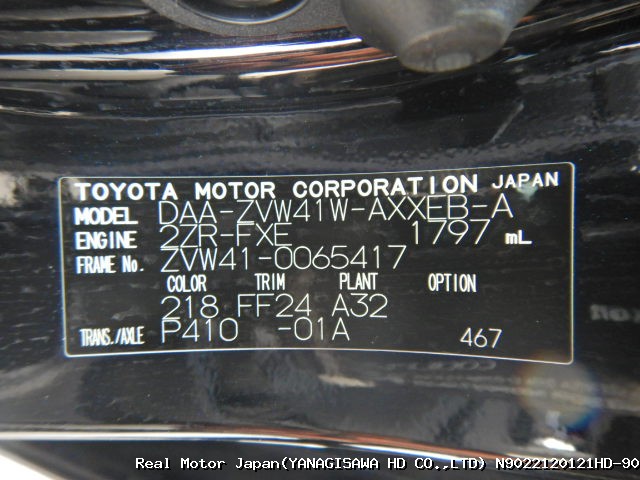 TOYOTA MOTOR CORPORATION JAPAN
MODEL DAA-ZVW41W-AXXEB-A
ENGINE 2ZR-FXE 1797 mL
FRAME No. ZVW41-0065417
COLOR TRIM PLANT OPTION
218 FF24 A32
TRANS./AXLE P410 -01A 467
Real Motor Japan(YANAGISAWA HD CO.,LTD) N9022120121HD-90